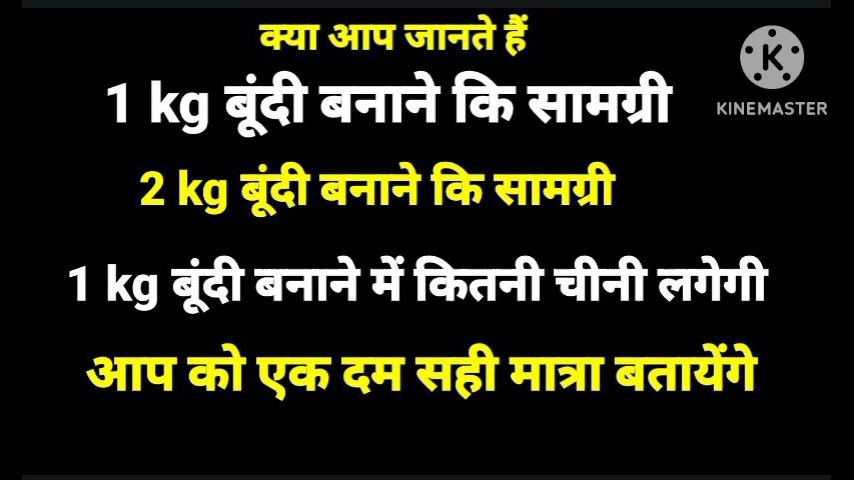 क्या आप जानते हैं
1 kg बूंदी बनाने कि सामग्री
KINEMASTER
2 kg बूंदी बनाने कि सामग्री
1 kg बूंदी बनाने में कितनी चीनी लगेगी
आप को एक दम सही मात्रा बतायेंगे